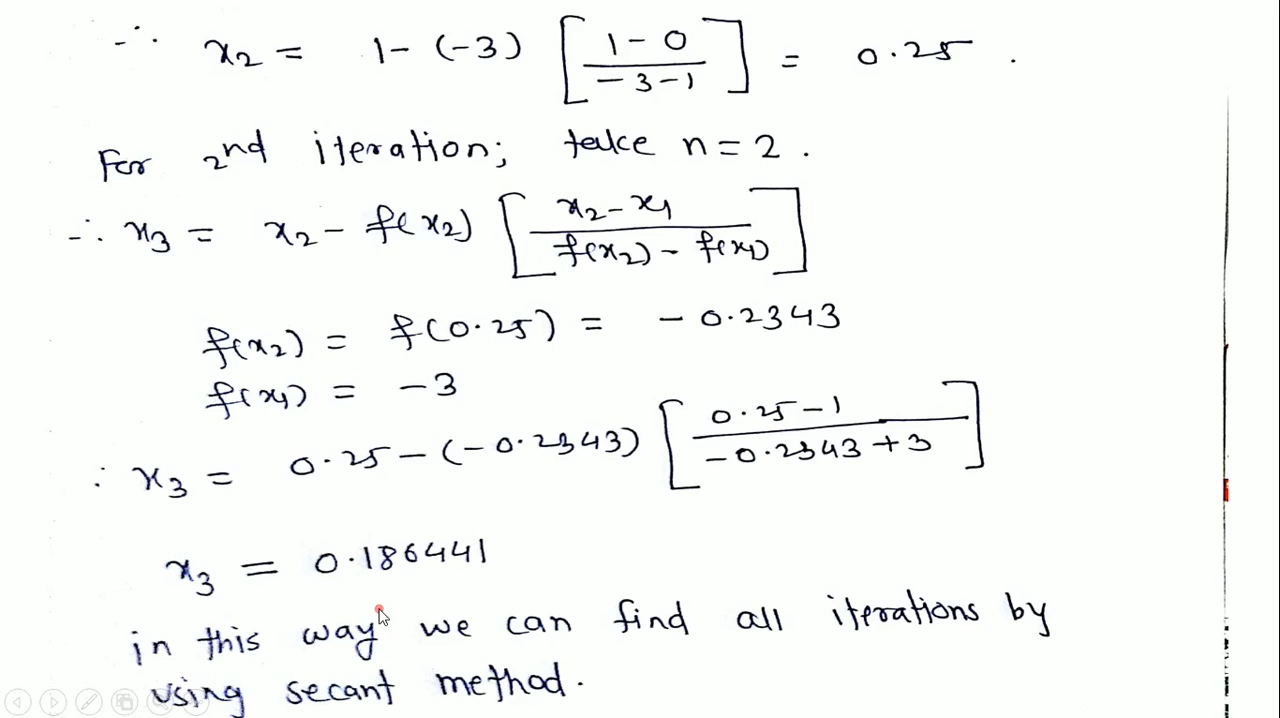 ∴ x₂ = 1 - (-3) [ (1 - 0) / (-3 - 1) ] = 0.25 .
For 2nd iteration; take n = 2 .
∴ x₃ = x₂ - f(x₂) [ (x₂ - x₁) / (f(x₂) - f(x₁)) ]
f(x₂) = f(0.25) = - 0.2343
f(x₁) = - 3
∴ x₃ = 0.25 - (-0.2343) [ (0.25 - 1) / (-0.2343 + 3) ]
x₃ = 0.186441
in this way we can find all iterations by
using secant method.